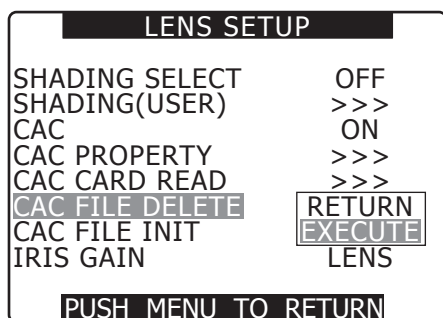 LENS SETUP
SHADING SELECT OFF
SHADING(USER) >>>
CAC ON
CAC PROPERTY >>>
CAC CARD READ >>>
CAC FILE DELETE RETURN
CAC FILE INIT EXECUTE
IRIS GAIN LENS
PUSH MENU TO RETURN